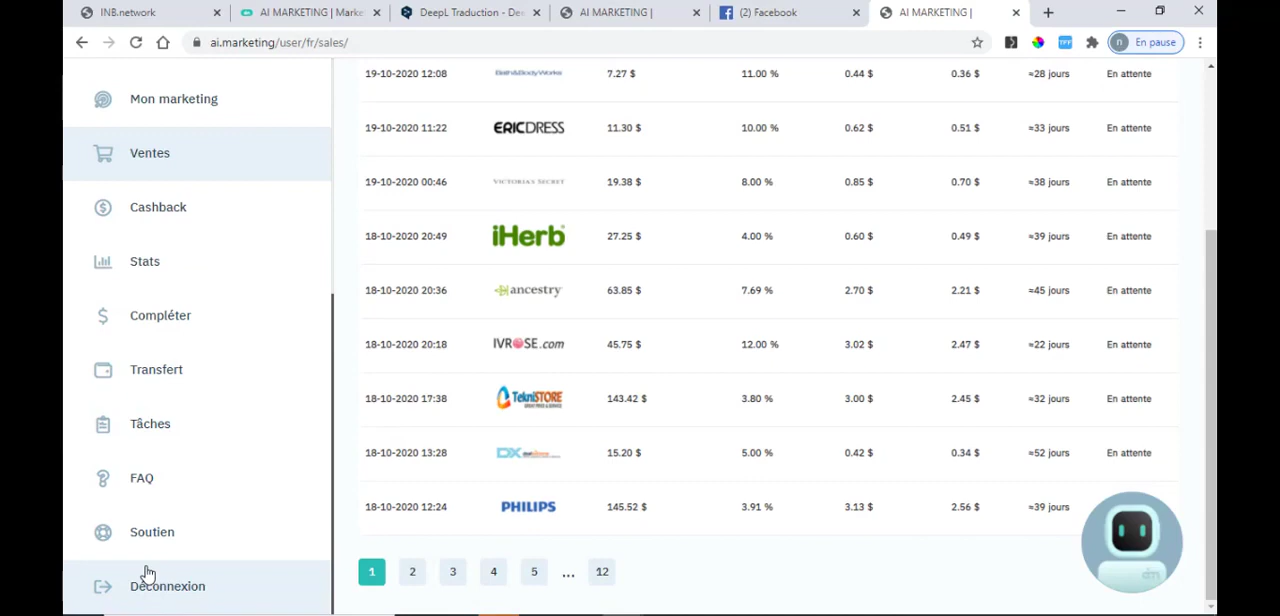 INB.network
AI MARKETING | Marke
DeepL Traduction - Dee
AI MARKETING |
(2) Facebook
AI MARKETING |
ai.marketing/user/fr/sales/
TPF
n En pause
Mon marketing
Ventes
Cashback
Stats
Compléter
Transfert
Tâches
FAQ
Soutien
Déconnexion
19-10-2020 12:08 Bath&BodyWorks 7.27 $ 11.00 % 0.44 $ 0.36 $ ≈28 jours En attente
19-10-2020 11:22 ERICDRESS 11.30 $ 10.00 % 0.62 $ 0.51 $ ≈33 jours En attente
19-10-2020 00:46 VICTORIA'S SECRET 19.38 $ 8.00 % 0.85 $ 0.70 $ ≈38 jours En attente
18-10-2020 20:49 iHerb 27.25 $ 4.00 % 0.60 $ 0.49 $ ≈39 jours En attente
18-10-2020 20:36 ancestry 63.85 $ 7.69 % 2.70 $ 2.21 $ ≈45 jours En attente
18-10-2020 20:18 IVROSE.com 45.75 $ 12.00 % 3.02 $ 2.47 $ ≈22 jours En attente
18-10-2020 17:38 TekniSTORE 143.42 $ 3.80 % 3.00 $ 2.45 $ ≈32 jours En attente
18-10-2020 13:28 DX 15.20 $ 5.00 % 0.42 $ 0.34 $ ≈52 jours En attente
18-10-2020 12:24 PHILIPS 145.52 $ 3.91 % 3.13 $ 2.56 $ ≈39 jours
1 2 3 4 5 ... 12
aim